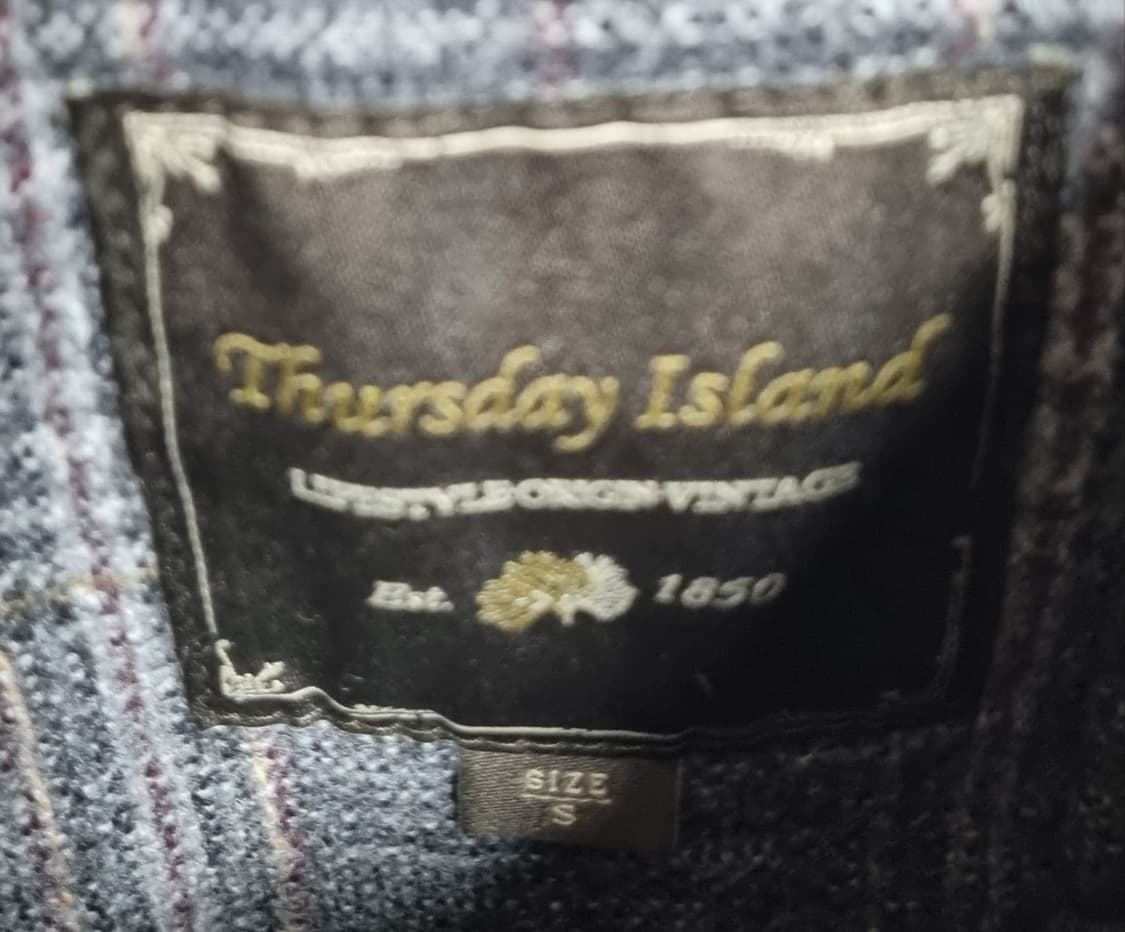 Thursday Island
LIFESTYLE·ORIGIN·VINTAGE
Est. 1850
SIZE
S